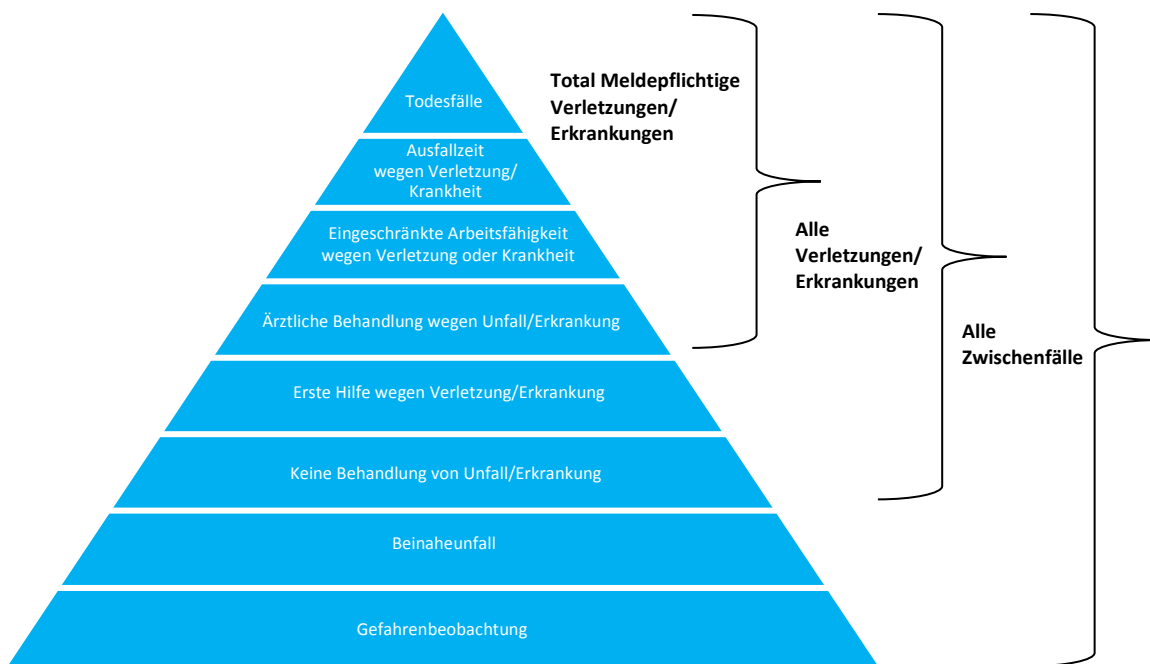 Todesfälle
Ausfallzeit
wegen Verletzung/
Krankheit
Eingeschränkte Arbeitsfähigkeit
wegen Verletzung oder Krankheit
Ärztliche Behandlung wegen Unfall/Erkrankung
Erste Hilfe wegen Verletzung/Erkrankung
Keine Behandlung von Unfall/Erkrankung
Beinaheunfall
Gefahrenbeobachtung
Total Meldepflichtige
Verletzungen/
Erkrankungen
Alle
Verletzungen/
Erkrankungen
Alle
Zwischenfälle